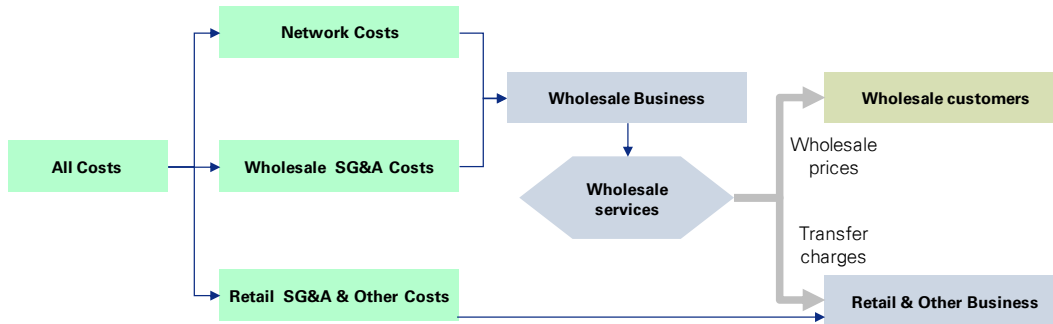 Network Costs
Wholesale Business
Wholesale customers
All Costs
Wholesale SG&A Costs
Wholesale
services
Wholesale
prices
Transfer
charges
Retail SG&A & Other Costs
Retail & Other Business